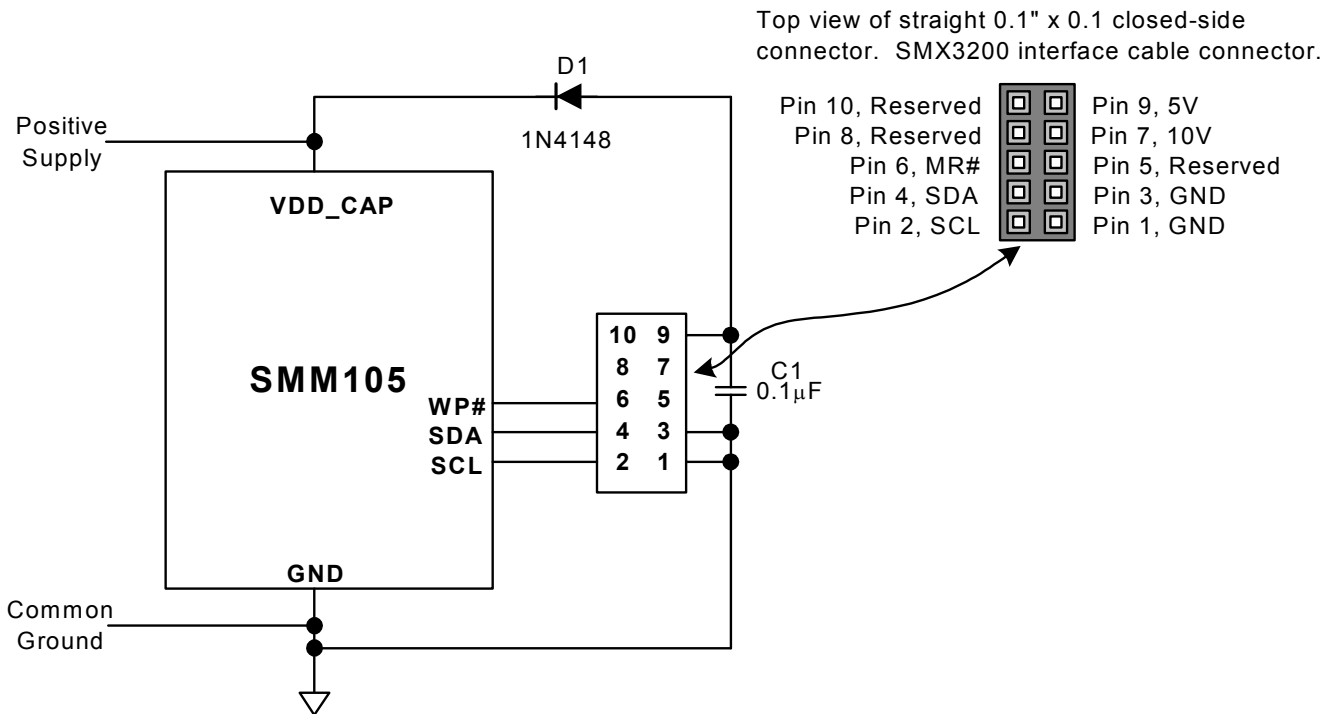 Top view of straight 0.1" x 0.1 closed-side
connector. SMX3200 interface cable connector.
Pin 10, Reserved
Pin 9, 5V
Pin 8, Reserved
Pin 7, 10V
Pin 6, MR#
Pin 5, Reserved
Pin 4, SDA
Pin 3, GND
Pin 2, SCL
Pin 1, GND
D1
1N4148
Positive
Supply
VDD_CAP
SMM105
WP#
SDA
SCL
GND
10 9
8 7
6 5
4 3
2 1
C1
0.1μF
Common
Ground